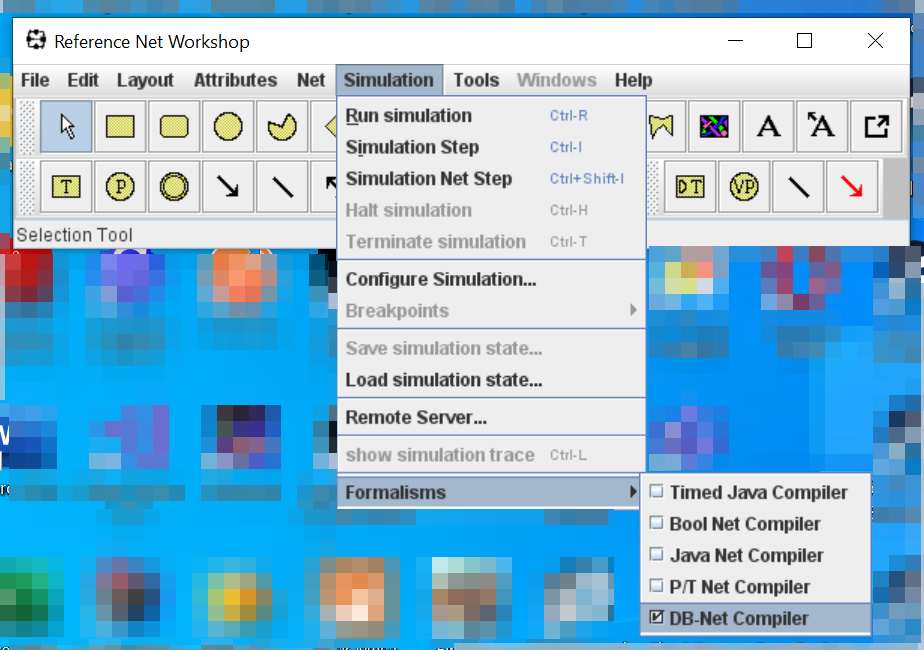 Reference Net Workshop
File Edit Layout Attributes Net Simulation Tools Windows Help
A A
T P DT VP
Selection Tool
Run simulation Ctrl-R
Simulation Step Ctrl-I
Simulation Net Step Ctrl+Shift-I
Halt simulation Ctrl-H
Terminate simulation Ctrl-T
Configure Simulation...
Breakpoints
Save simulation state...
Load simulation state...
Remote Server...
show simulation trace Ctrl-L
Formalisms
Timed Java Compiler
Bool Net Compiler
Java Net Compiler
P/T Net Compiler
DB-Net Compiler